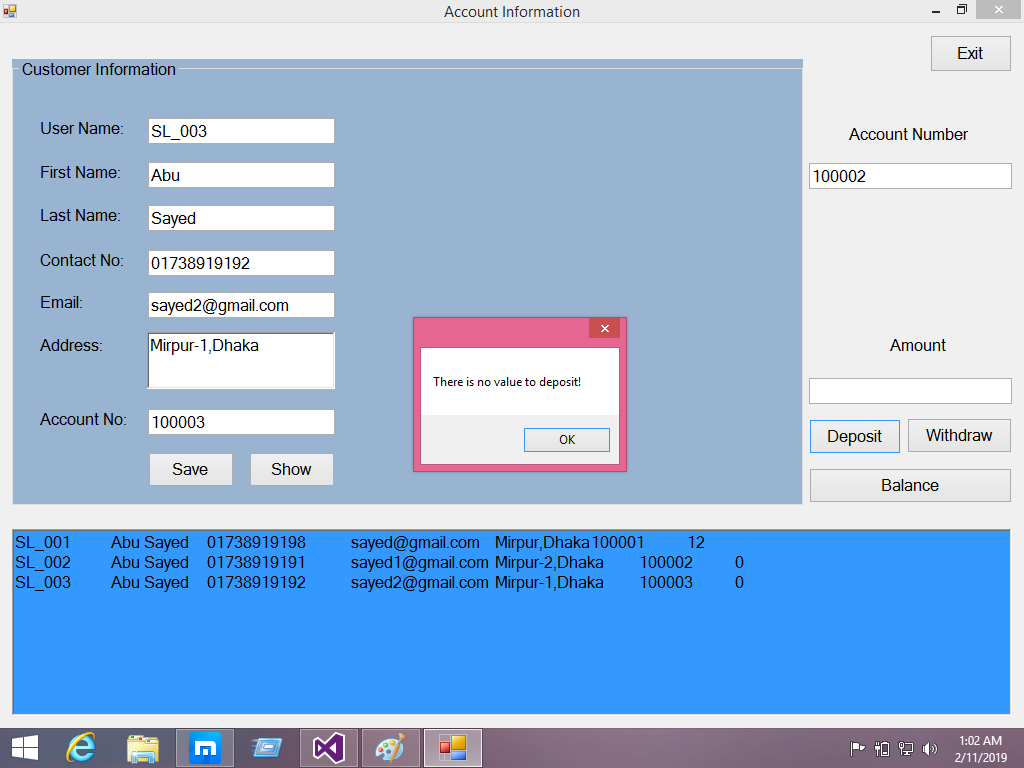 Account Information
Exit
Customer Information
User Name: SL_003
First Name: Abu
Last Name: Sayed
Contact No: 01738919192
Email: sayed2@gmail.com
Address: Mirpur-1,Dhaka
Account No: 100003
Save Show
Account Number
100002
Amount
Deposit Withdraw
Balance
There is no value to deposit!
OK
SL_001 Abu Sayed 01738919198 sayed@gmail.com Mirpur,Dhaka 100001 12
SL_002 Abu Sayed 01738919191 sayed1@gmail.com Mirpur-2,Dhaka 100002 0
SL_003 Abu Sayed 01738919192 sayed2@gmail.com Mirpur-1,Dhaka 100003 0
1:02 AM
2/11/2019